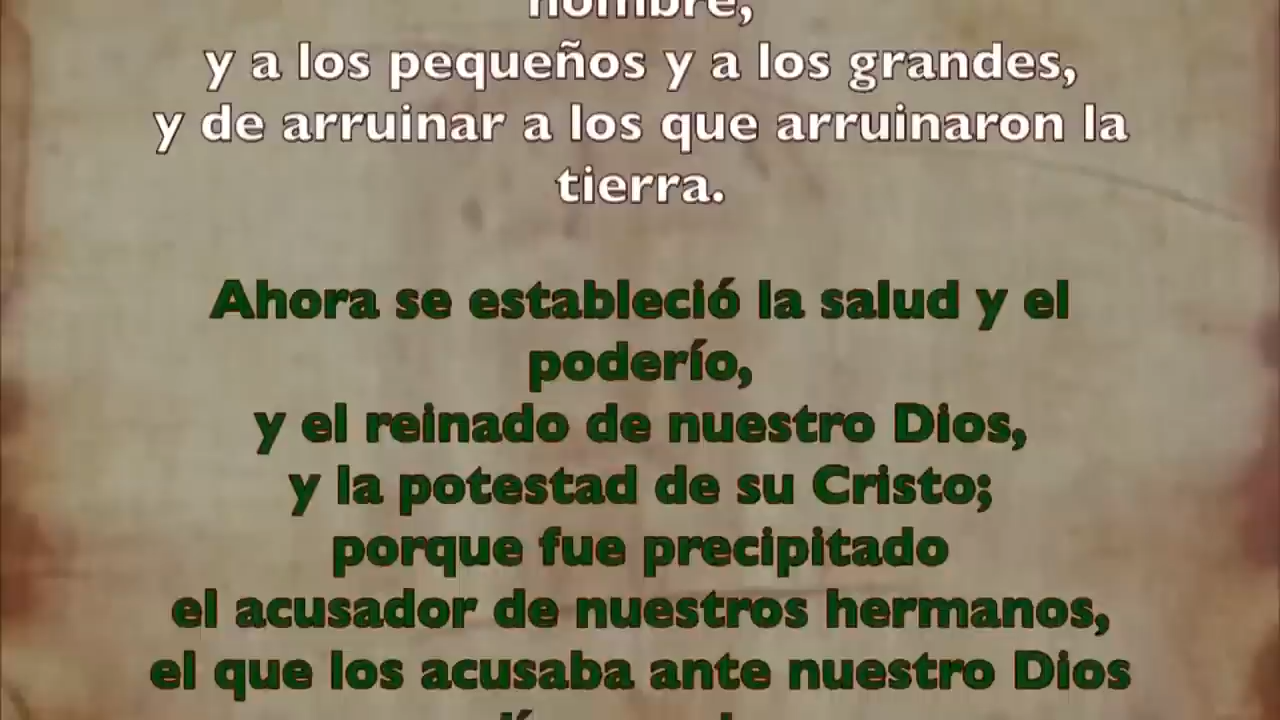 nombre,
y a los pequeños y a los grandes,
y de arruinar a los que arruinaron la
tierra.
Ahora se estableció la salud y el
poderío,
y el reinado de nuestro Dios,
y la potestad de su Cristo;
porque fue precipitado
el acusador de nuestros hermanos,
el que los acusaba ante nuestro Dios